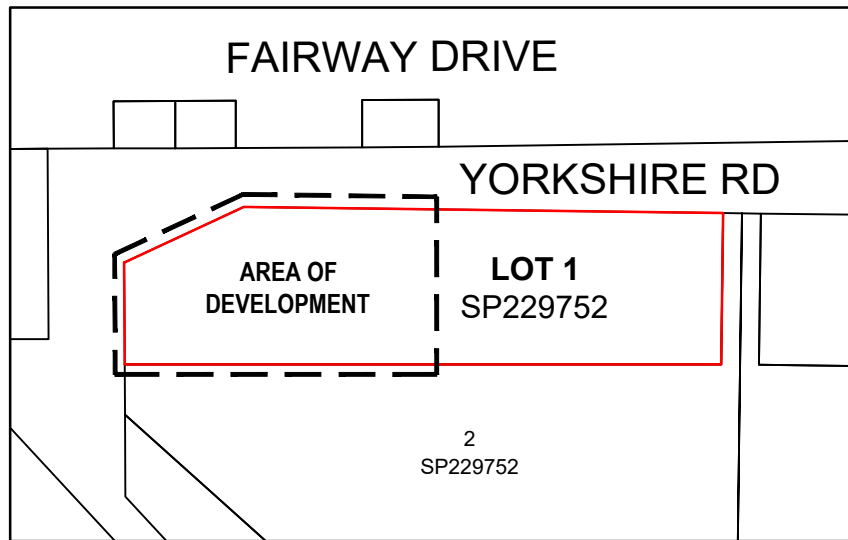 FAIRWAY DRIVE
YORKSHIRE RD
AREA OF
DEVELOPMENT
LOT 1
SP229752
2
SP229752